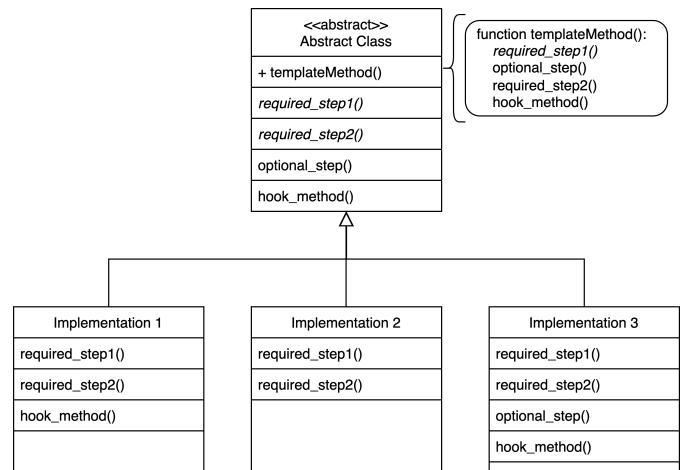 <<abstract>>
Abstract Class
+ templateMethod()
required_step1()
required_step2()
optional_step()
hook_method()
function templateMethod():
required_step1()
optional_step()
required_step2()
hook_method()
Implementation 1
required_step1()
required_step2()
hook_method()
Implementation 2
required_step1()
required_step2()
Implementation 3
required_step1()
required_step2()
optional_step()
hook_method()